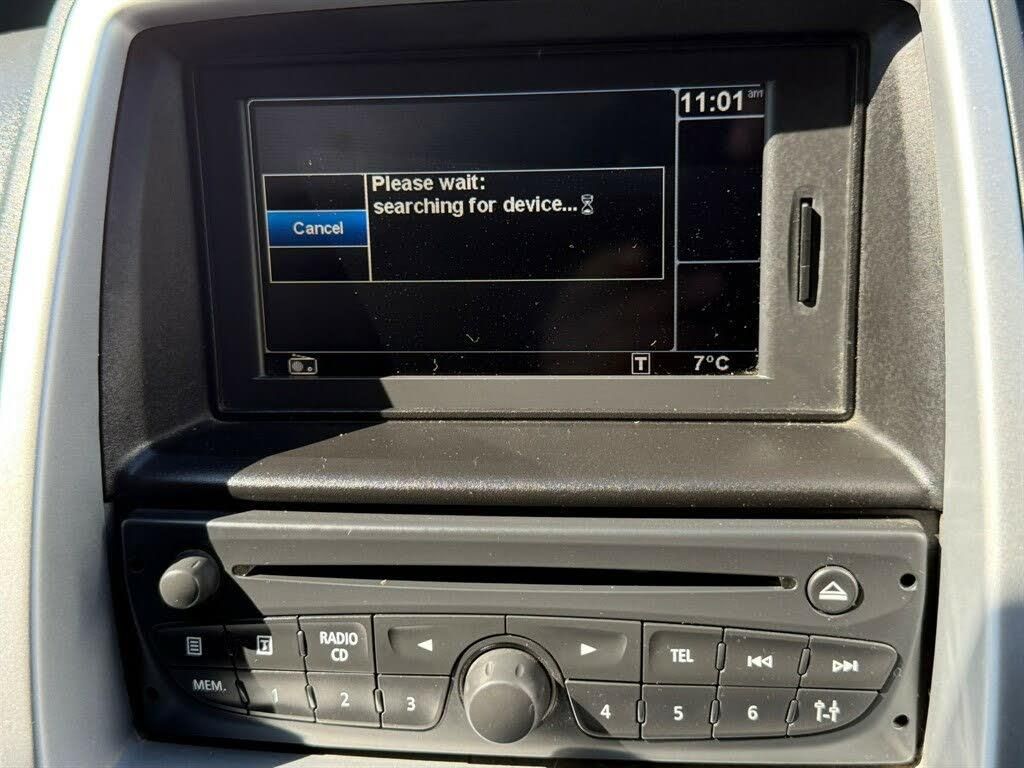 11:01 am
Please wait:
searching for device...
Cancel
T
7°C
RADIO
CD
TEL
MEM.
1
2
3
4
5
6